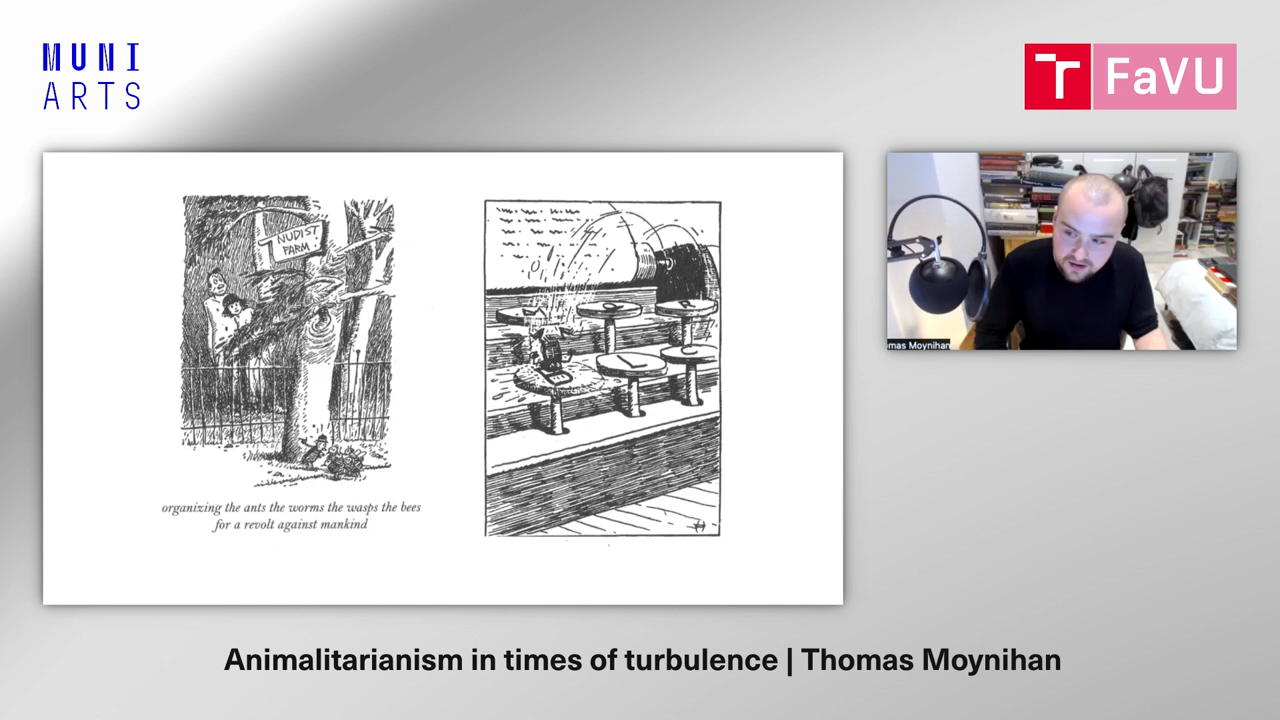 MUNI
ARTS
FaVU
NUDIST
FARM
organizing the ants the worms the wasps the bees
for a revolt against mankind
omas Moynihan
Animalitarianism in times of turbulence | Thomas Moynihan